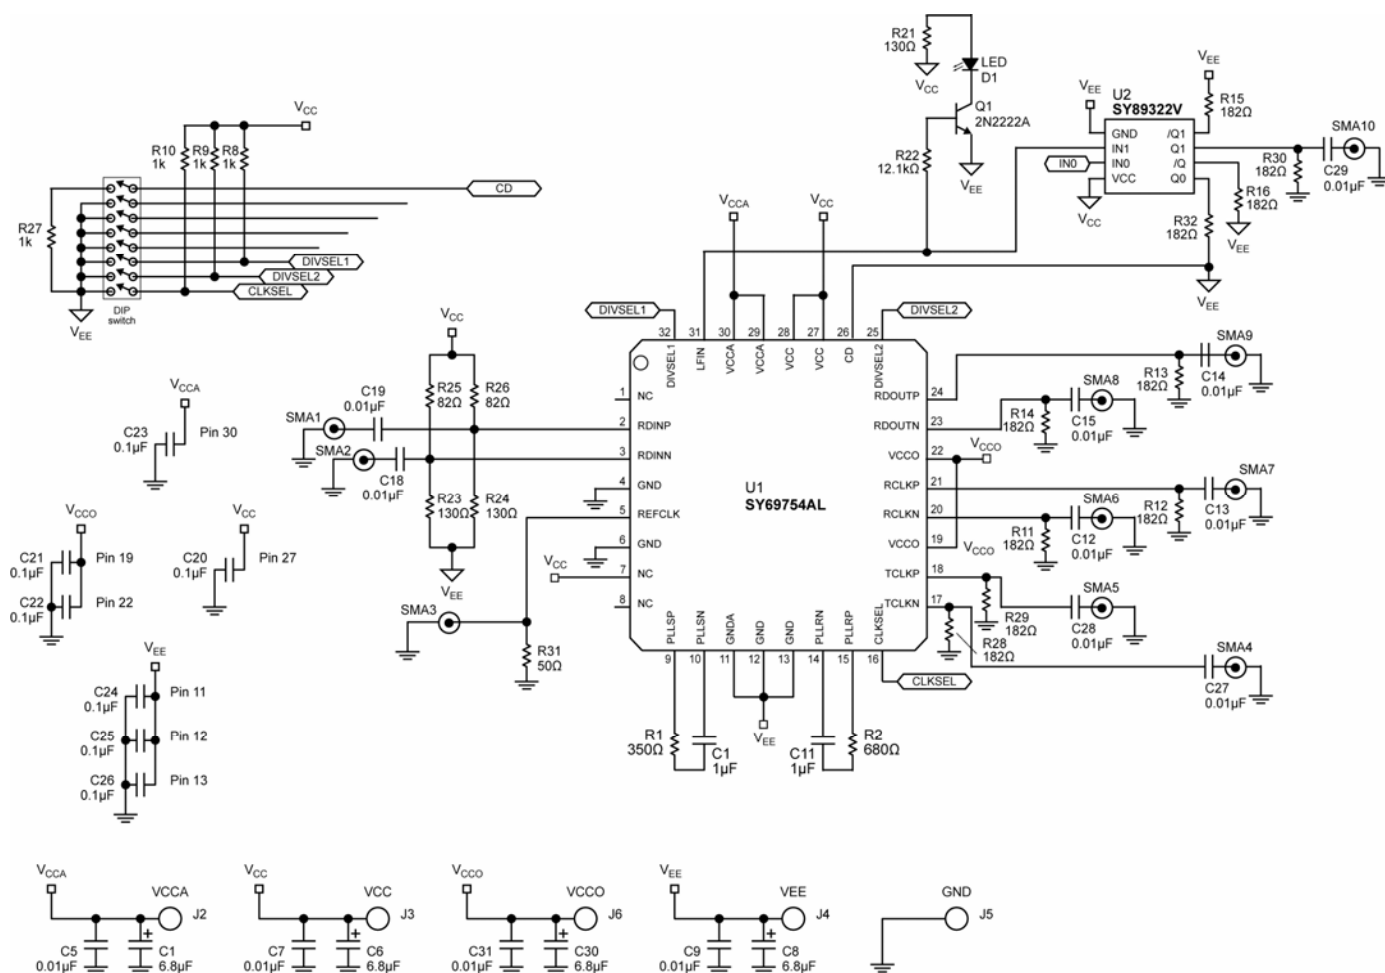 R21
130Ω
VCC
LED
D1
Q1
2N2222A
R22
12.1kΩ
VEE
VEE
U2
SY89322V
GND
IN1
IN0
VCC
/Q1
Q1
/Q
Q0
IN0
VCC
VEE
R15
182Ω
SMA10
R30
182Ω
C29
0.01µF
R16
182Ω
VEE
R32
182Ω
VEE
VCC
R10
1k
R9
1k
R8
1k
CD
R27
1k
DIVSEL1
DIVSEL2
CLKSEL
DIP
switch
VEE
VCCA
VCC
DIVSEL1
DIVSEL2
32
31
30
29
28
27
26
25
DIVSEL1
LFIN
VCCA
VCCA
VCC
VCC
CD
DIVSEL2
VCC
R25
82Ω
R26
82Ω
C19
0.01µF
SMA1
SMA2
C18
0.01µF
R23
130Ω
R24
130Ω
VEE
VCC
SMA3
R31
50Ω
1
NC
2
RDINP
3
RDINN
4
GND
5
REFCLK
6
GND
7
NC
8
NC
U1
SY69754AL
RDOUTP
24
RDOUTN
23
VCCO
22
RCLKP
21
RCLKN
20
VCCO
19
TCLKP
18
TCLKN
17
PLLSP
PLLSN
GNDA
GND
GND
PLLRN
PLLRP
CLKSEL
9
10
11
12
13
14
15
16
CLKSEL
R1
350Ω
C1
1µF
VEE
C11
1µF
R2
680Ω
SMA9
R13
182Ω
C14
0.01µF
SMA8
R14
182Ω
C15
0.01µF
VCCO
SMA7
R12
182Ω
C13
0.01µF
SMA6
R11
182Ω
C12
0.01µF
VCCO
SMA5
R29
182Ω
C28
0.01µF
R28
182Ω
SMA4
C27
0.01µF
VCCA
C23
0.1µF
Pin 30
VCCO
C21
0.1µF
Pin 19
C22
0.1µF
Pin 22
VCC
C20
0.1µF
Pin 27
VEE
C24
0.1µF
Pin 11
C25
0.1µF
Pin 12
C26
0.1µF
Pin 13
VCCA
VCCA
J2
C5
0.01µF
C1
6.8µF
VCC
VCC
J3
C7
0.01µF
C6
6.8µF
VCCO
VCCO
J6
C31
0.01µF
C30
6.8µF
VEE
VEE
J4
C9
0.01µF
C8
6.8µF
GND
J5